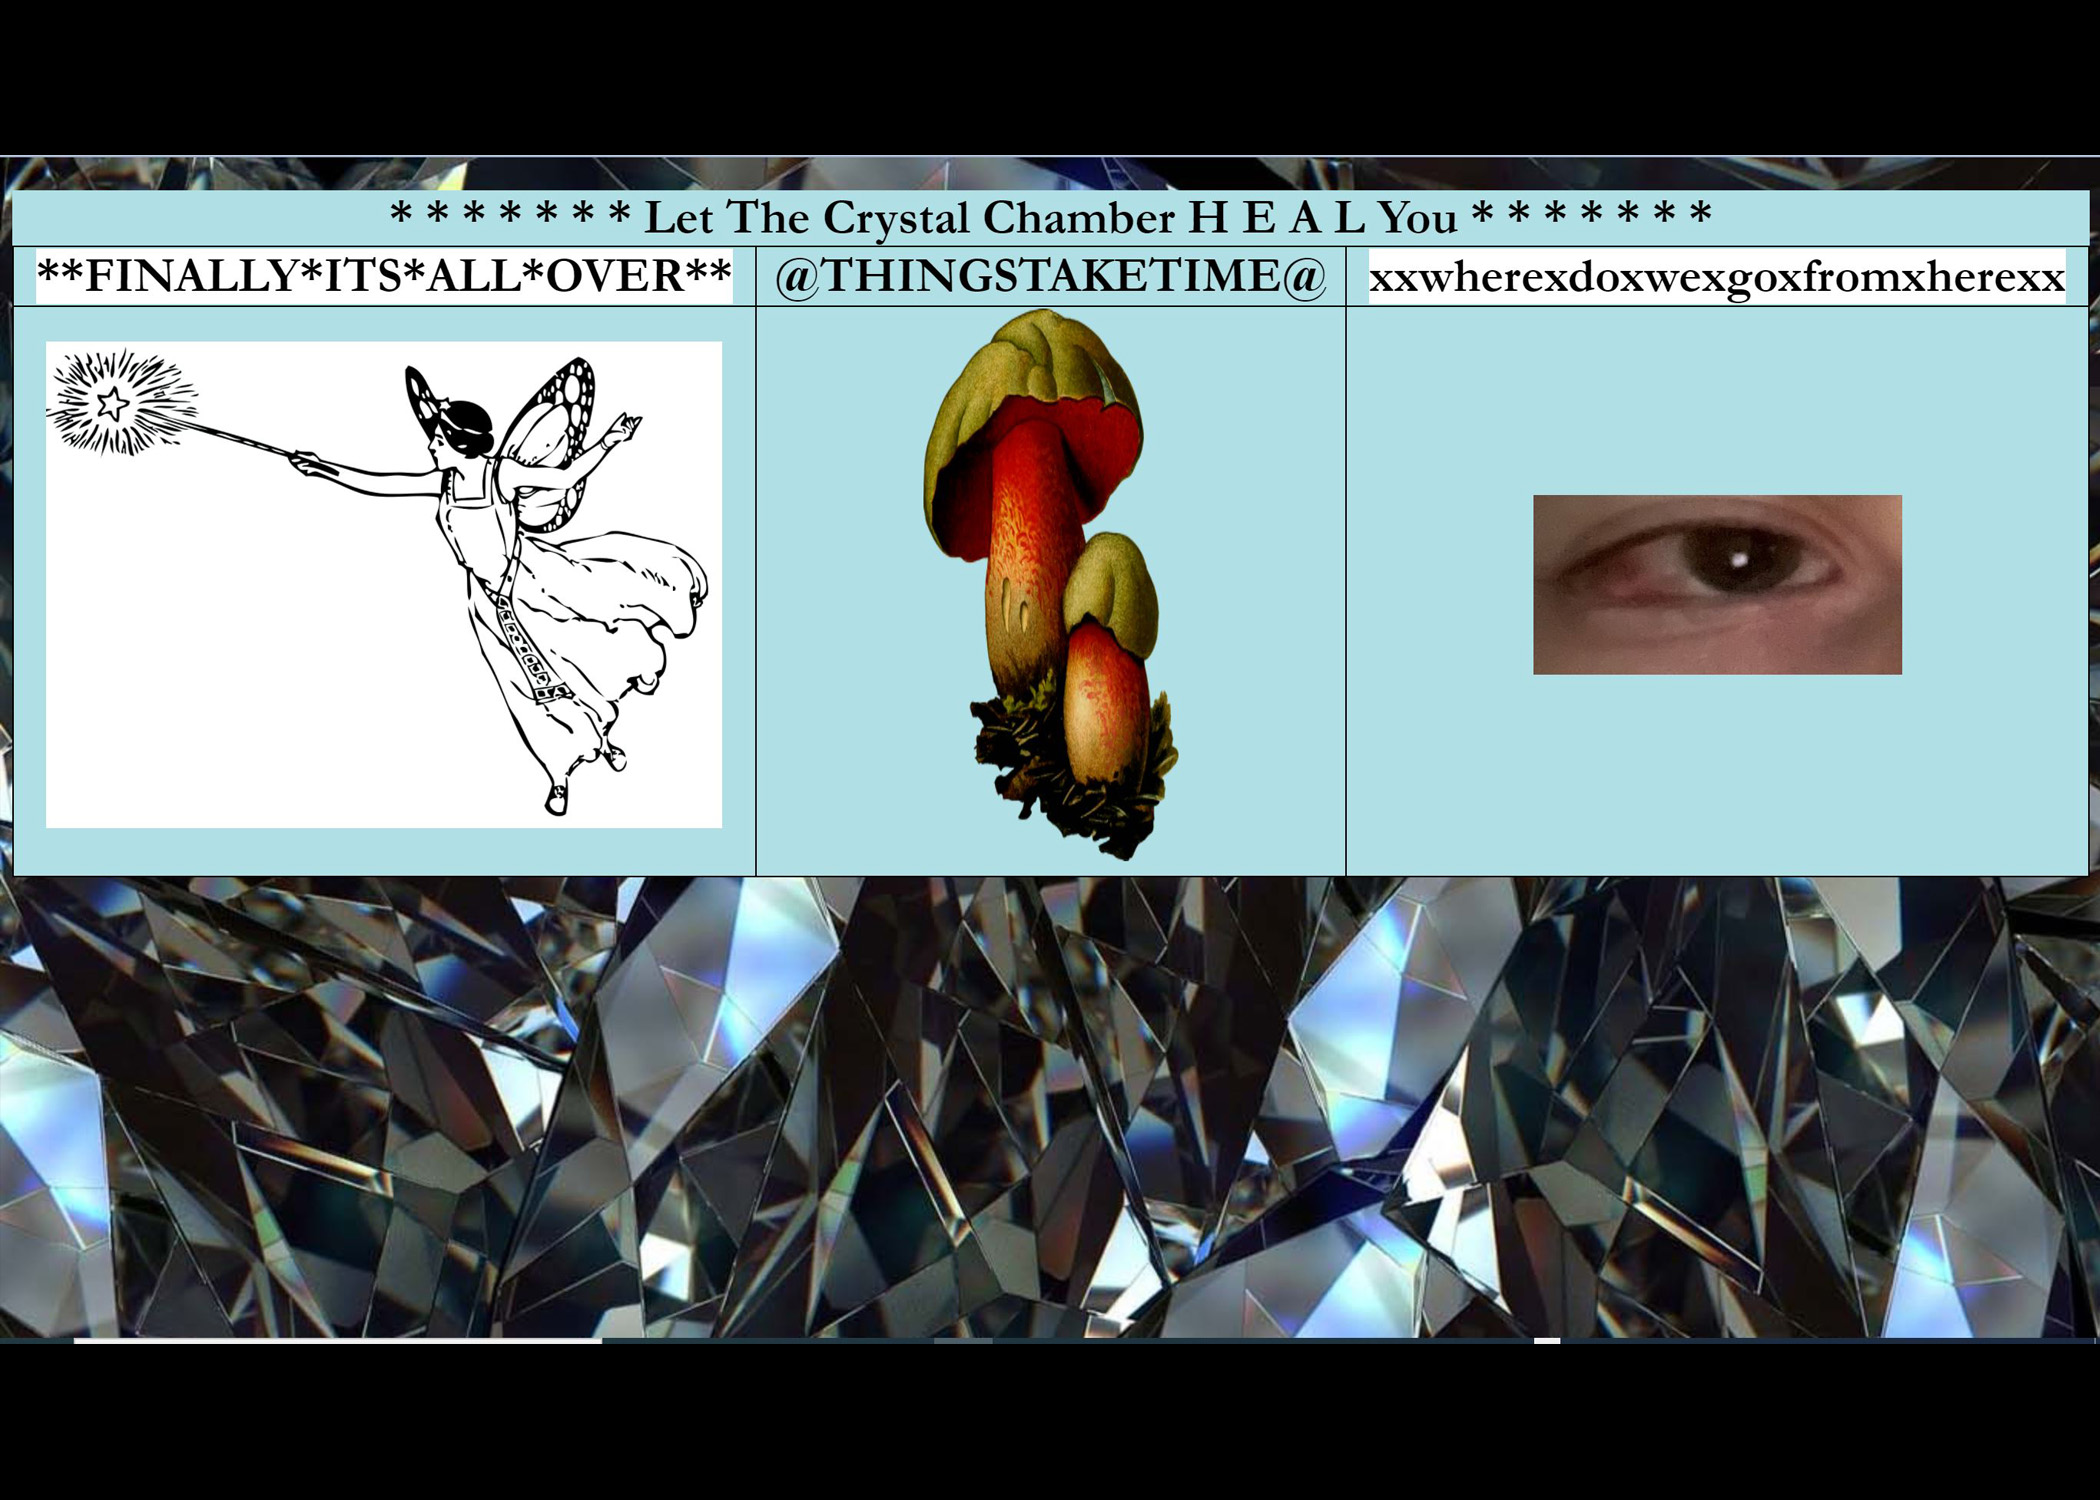 * * * * * * * Let The Crystal Chamber H E A L You * * * * * * *
**FINALLY*ITS*ALL*OVER**
@THINGSTAKETIME@
xxwherexdoxwexgoxfromxherexx